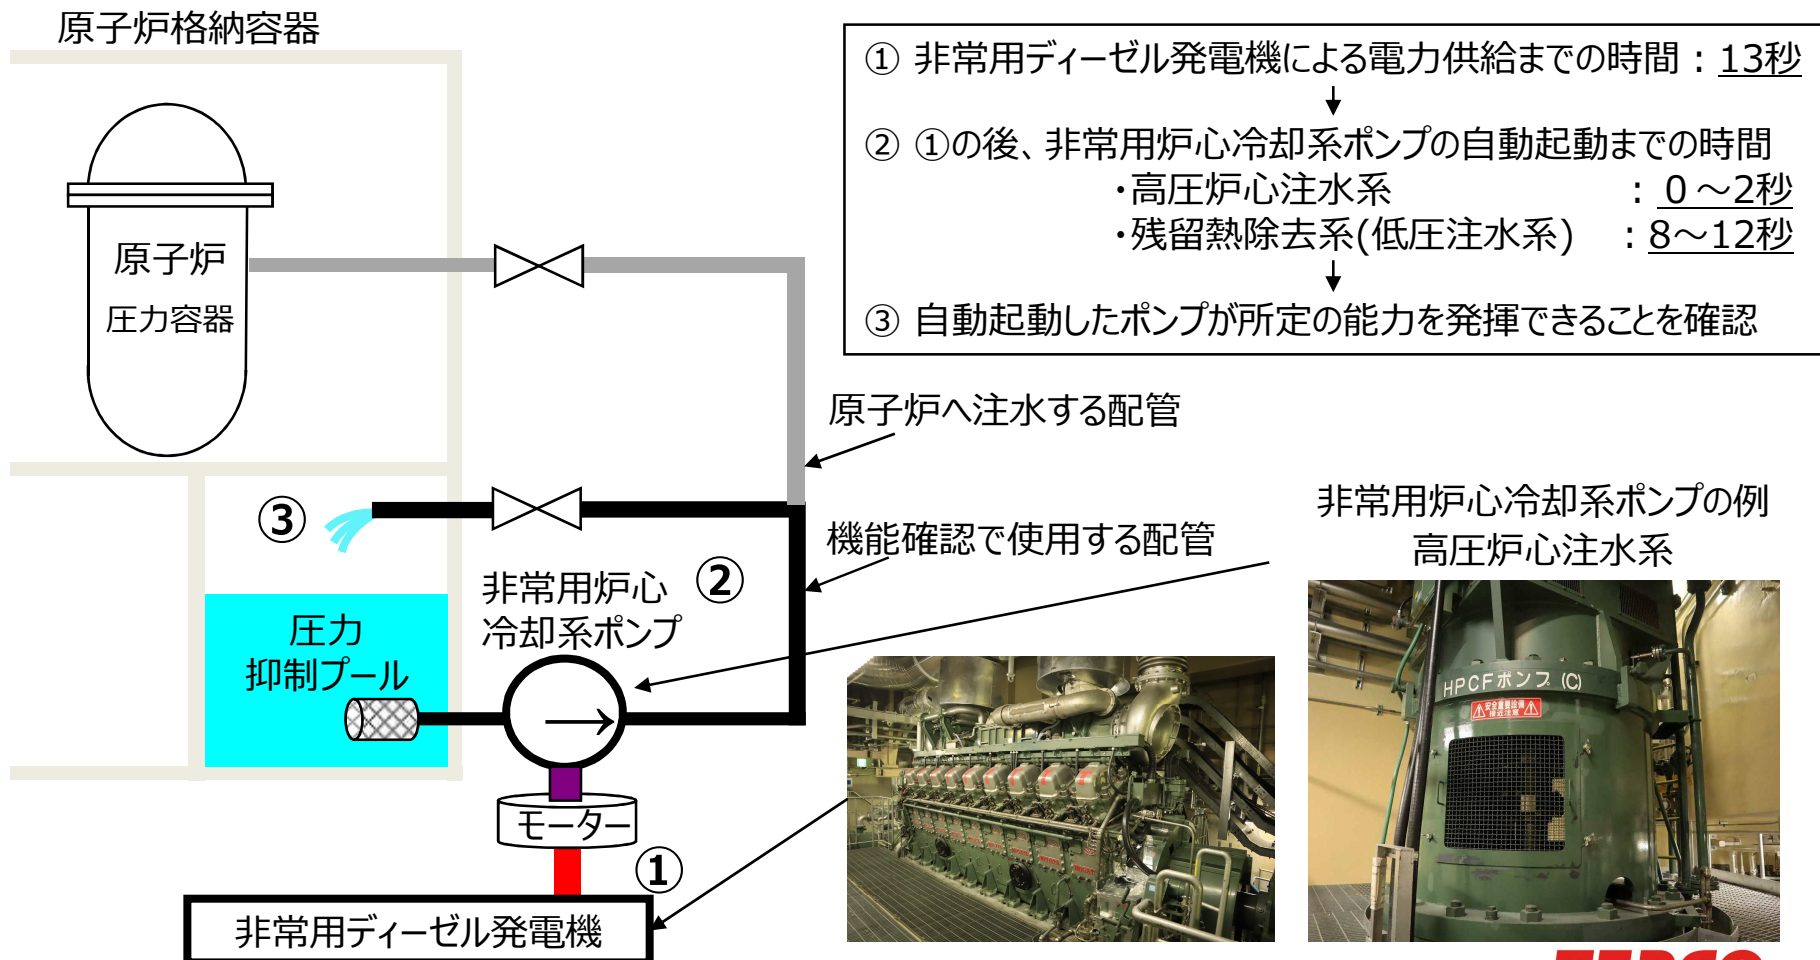 原子炉格納容器
① 非常用ディーゼル発電機による電力供給までの時間：13秒
② ①の後、非常用炉心冷却系ポンプの自動起動までの時間
・高圧炉心注水系 ：０～2秒
・残留熱除去系(低圧注水系) ：8～12秒
③ 自動起動したポンプが所定の能力を発揮できることを確認
原子炉
圧力容器
原子炉へ注水する配管
③
機能確認で使用する配管
②
非常用炉心
冷却系ポンプ
圧力
抑制プール
モーター
①
非常用ディーゼル発電機
非常用炉心冷却系ポンプの例
高圧炉心注水系
HPCFポンプ (C)
安全重要設備
接近注意